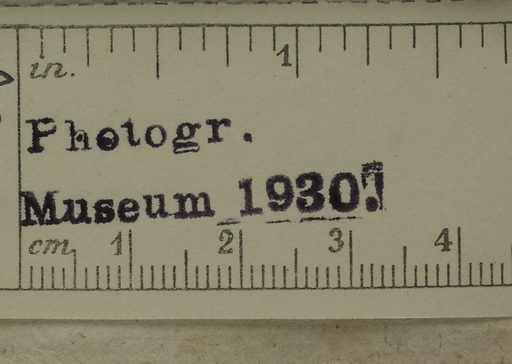 1
in.
Photogr.
Museum 1930.
cm. 1 2 3 4